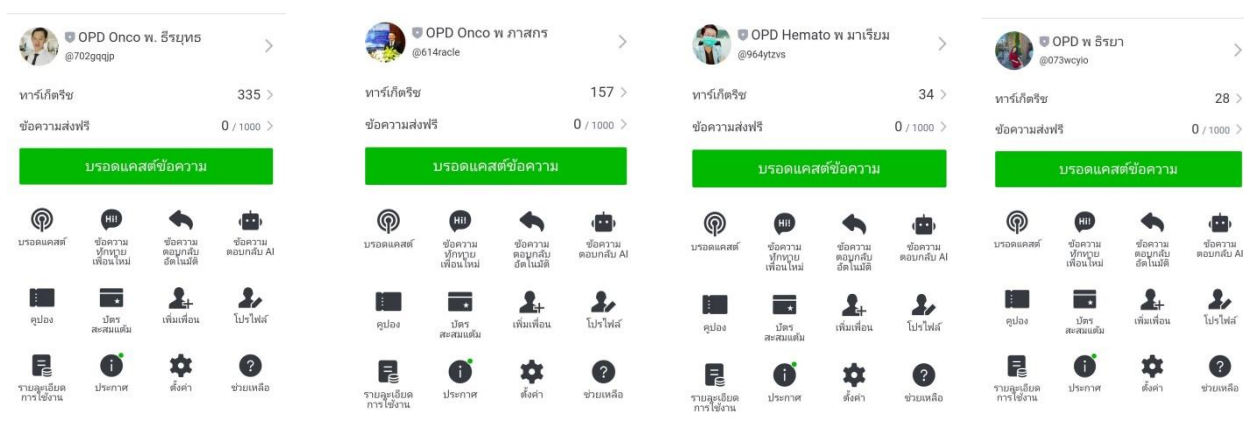 OPD Onco พ. ธีรยุทธ
@702gqqjp
ทาร์เก็ตรีช 335
ข้อความส่งฟรี 0 / 1000
บรอดแคสต์ข้อความ
บรอดแคสต์
ข้อความ
ทักทาย
เพื่อนใหม่
ข้อความ
ตอบกลับ
อัตโนมัติ
ข้อความ
ตอบกลับ AI
คูปอง
บัตร
สะสมแต้ม
เพิ่มเพื่อน
โปรไฟล์
รายละเอียด
การใช้งาน
ประกาศ
ตั้งค่า
ช่วยเหลือ
OPD Onco พ ภาสกร
@614racle
ทาร์เก็ตรีช 157
ข้อความส่งฟรี 0 / 1000
บรอดแคสต์ข้อความ
บรอดแคสต์
ข้อความ
ทักทาย
เพื่อนใหม่
ข้อความ
ตอบกลับ
อัตโนมัติ
ข้อความ
ตอบกลับ AI
คูปอง
บัตร
สะสมแต้ม
เพิ่มเพื่อน
โปรไฟล์
รายละเอียด
การใช้งาน
ประกาศ
ตั้งค่า
ช่วยเหลือ
OPD Hemato พ มาเรียม
@964ytzvs
ทาร์เก็ตรีช 34
ข้อความส่งฟรี 0 / 1000
บรอดแคสต์ข้อความ
บรอดแคสต์
ข้อความ
ทักทาย
เพื่อนใหม่
ข้อความ
ตอบกลับ
อัตโนมัติ
ข้อความ
ตอบกลับ AI
คูปอง
บัตร
สะสมแต้ม
เพิ่มเพื่อน
โปรไฟล์
รายละเอียด
การใช้งาน
ประกาศ
ตั้งค่า
ช่วยเหลือ
OPD พ ธิรยา
@073wcyio
ทาร์เก็ตรีช 28
ข้อความส่งฟรี 0 / 1000
บรอดแคสต์ข้อความ
บรอดแคสต์
ข้อความ
ทักทาย
เพื่อนใหม่
ข้อความ
ตอบกลับ
อัตโนมัติ
ข้อความ
ตอบกลับ AI
คูปอง
บัตร
สะสมแต้ม
เพิ่มเพื่อน
โปรไฟล์
รายละเอียด
การใช้งาน
ประกาศ
ตั้งค่า
ช่วยเหลือ